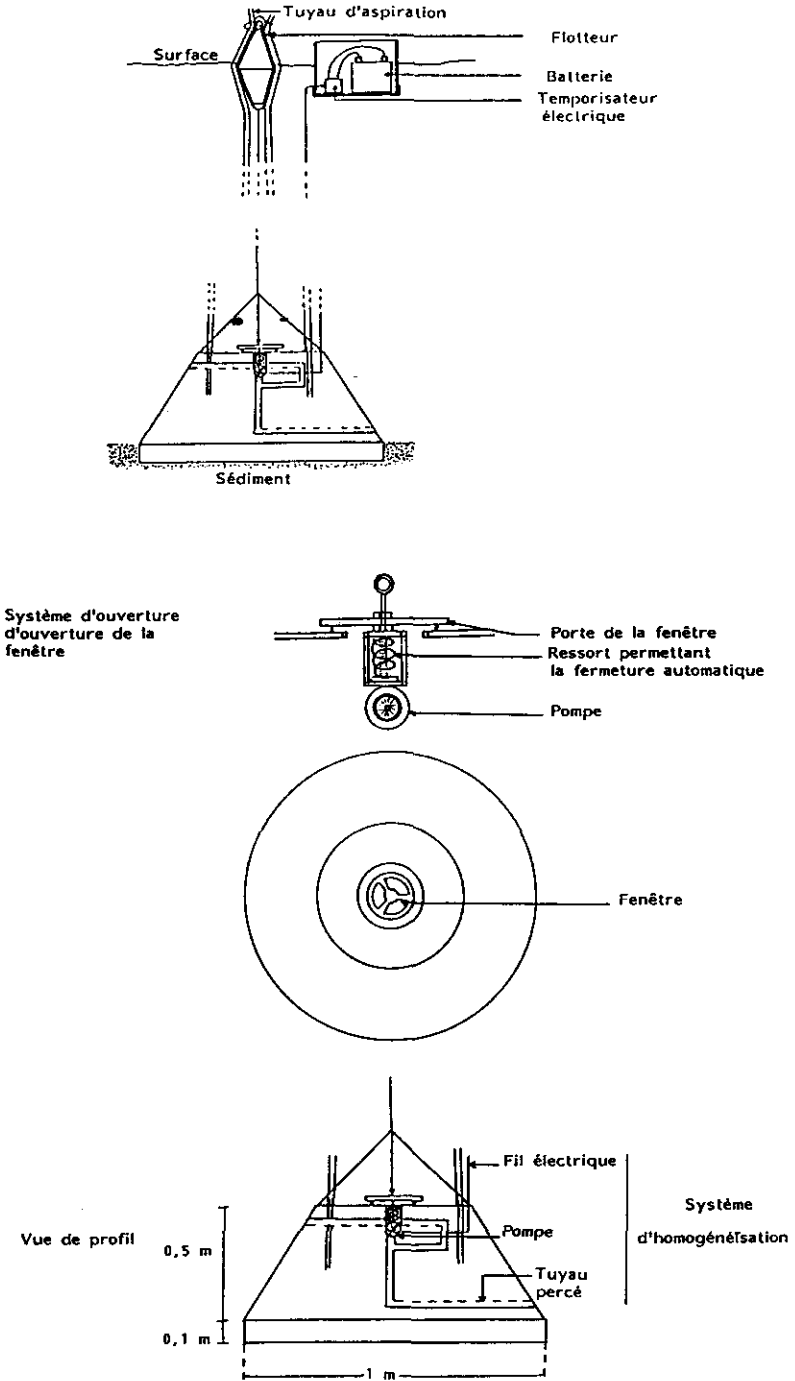 Tuyau d'aspiration
Flotteur
Surface
Batterie
Temporisateur
électrique
Sédiment
Système d'ouverture
d'ouverture de la
fenêtre
Porte de la fenêtre
Ressort permettant
la fermeture automatique
Pompe
Fenêtre
Fil électrique
Système
d'homogénéïsation
Vue de profil
0,5 m
Pompe
Tuyau
percé
0,1 m
1 m